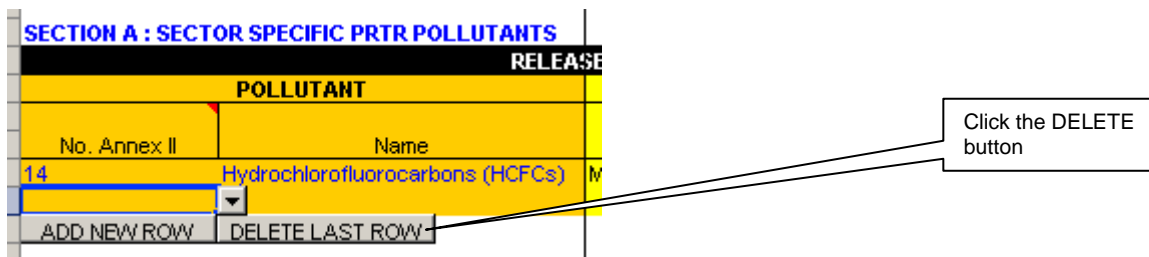 SECTION A : SECTOR SPECIFIC PRTR POLLUTANTS
RELEASE
POLLUTANT
No. Annex II Name
14 Hydrochlorofluorocarbons (HCFCs) M
ADD NEW ROW DELETE LAST ROW
Click the DELETE
button